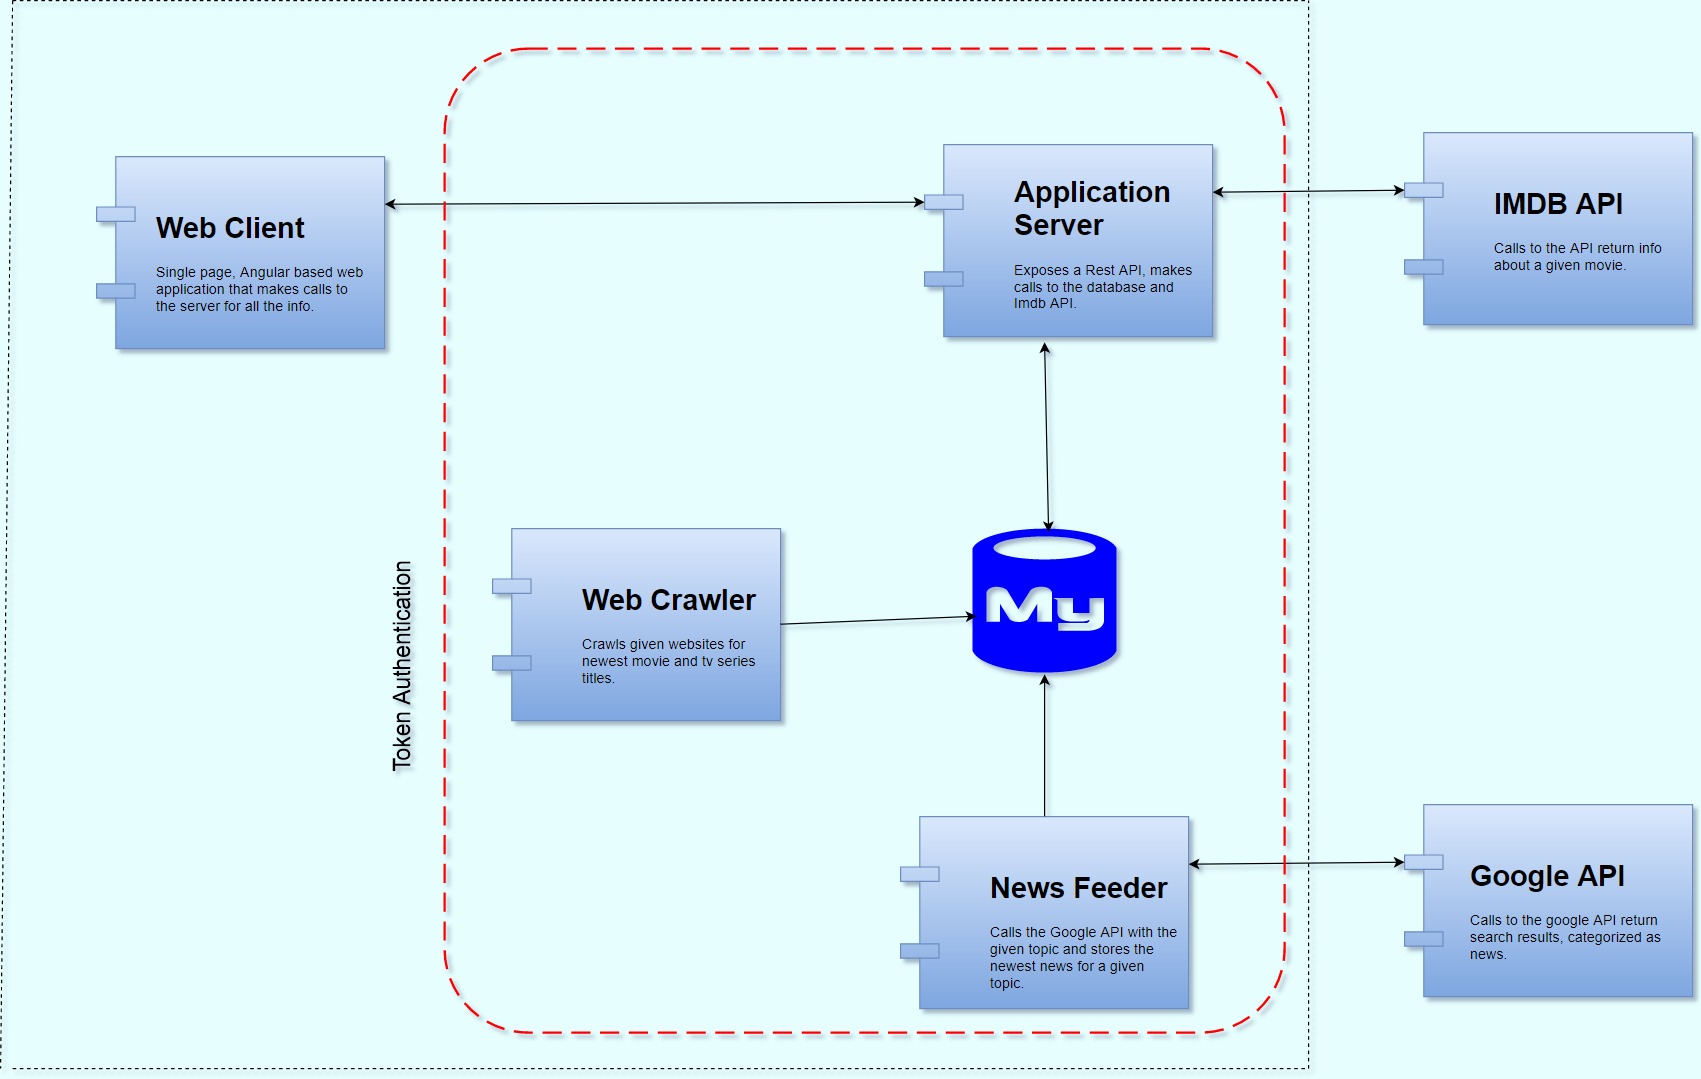 Web Client
Single page, Angular based web
application that makes calls to
the server for all the info.
Application
Server
Exposes a Rest API, makes
calls to the database and
Imdb API.
IMDB API
Calls to the API return info
about a given movie.
Token Authentication
Web Crawler
Crawls given websites for
newest movie and tv series
titles.
My
News Feeder
Calls the Google API with the
given topic and stores the
newest news for a given
topic.
Google API
Calls to the google API return
search results, categorized as
news.